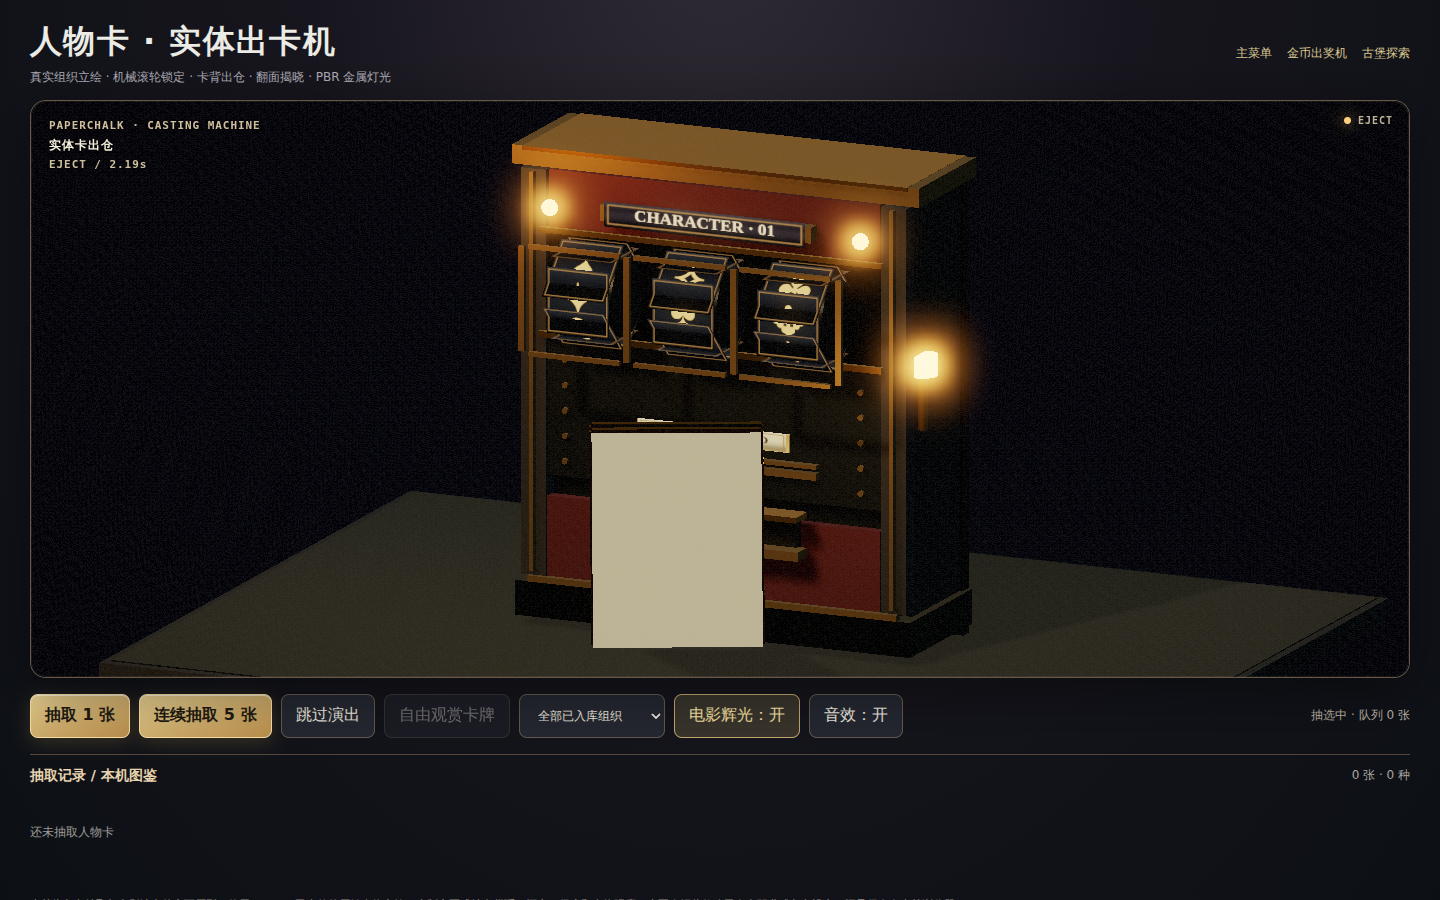 人物卡 · 实体出卡机
真实组织立绘 · 机械滚轮锁定 · 卡背出仓 · 翻面揭晓 · PBR 金属灯光
主菜单 金币出奖机 古堡探索
PAPERCHALK · CASTING MACHINE
实体卡出仓
EJECT / 2.19s
EJECT
CHARACTER · 01
抽取 1 张 连续抽取 5 张 跳过演出 自由观赏卡牌 全部已入库组织 电影辉光：开 音效：开
抽选中 · 队列 0 张
抽取记录 / 本机图鉴
0 张 · 0 种
还未抽取人物卡